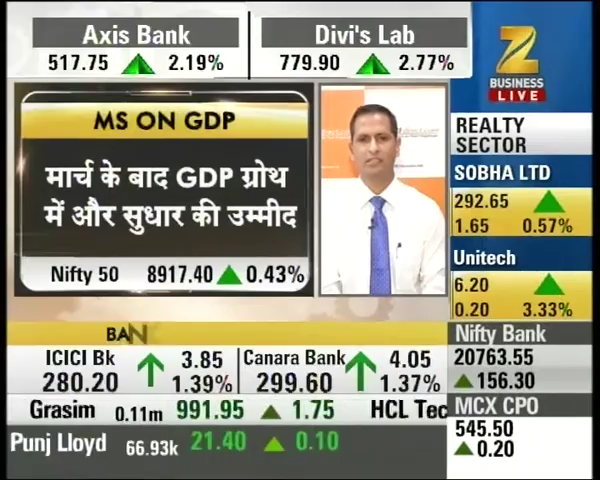 Axis Bank
517.75 2.19%
Divi's Lab
779.90 2.77%
Z
BUSINESS
LIVE
MS ON GDP
मार्च के बाद GDP ग्रोथ
में और सुधार की उम्मीद
Nifty 50 8917.40 0.43%
REALTY
SECTOR
SOBHA LTD
292.65
1.65 0.57%
Unitech
6.20
0.20 3.33%
BAN
ICICI Bk 3.85
280.20 1.39%
Canara Bank 4.05
299.60 1.37%
Nifty Bank
20763.55
156.30
Grasim 0.11m 991.95 1.75 HCL Tec
MCX CPO
545.50
0.20
Punj Lloyd 66.93k 21.40 0.10